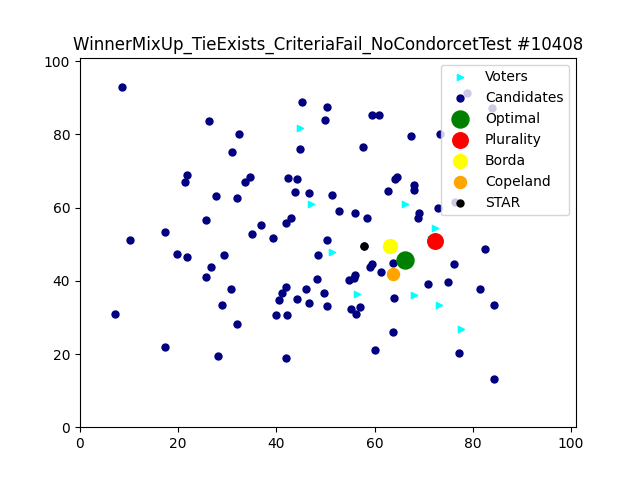 WinnerMixUp_TieExists_CriteriaFail_NoCondorcetTest #10408
Voters
Candidates
Optimal
Plurality
Borda
Copeland
STAR
100
80
60
40
20
0
0 20 40 60 80 100